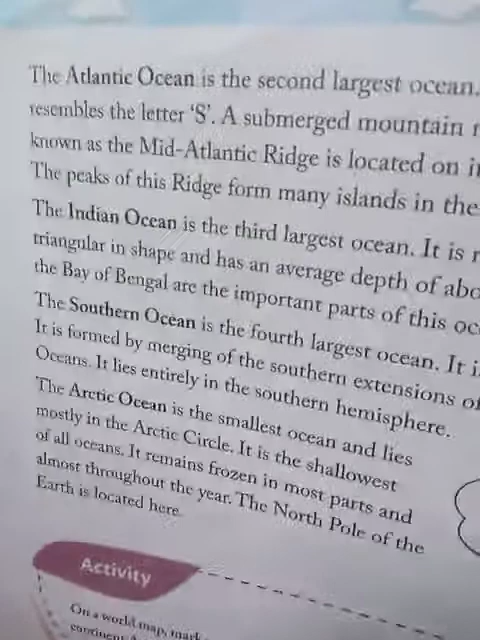 The Atlantic Ocean is the second largest ocean.
resembles the letter 'S'. A submerged mountain
known as the Mid-Atlantic Ridge is located on
The peaks of this Ridge form many islands in the
The Indian Ocean is the third largest ocean. It is
triangular in shape and has an average depth of
the Bay of Bengal are the important parts of this
The Southern Ocean is the fourth largest ocean. It
It is formed by merging of the southern extensions of
Oceans. It lies entirely in the southern hemisphere.
The Arctic Ocean is the smallest ocean and lies
mostly in the Arctic Circle. It is the shallowest
of all oceans. It remains frozen in most parts and
almost throughout the year. The North Pole of the
Earth is located here.
Activity
On a world map, mark